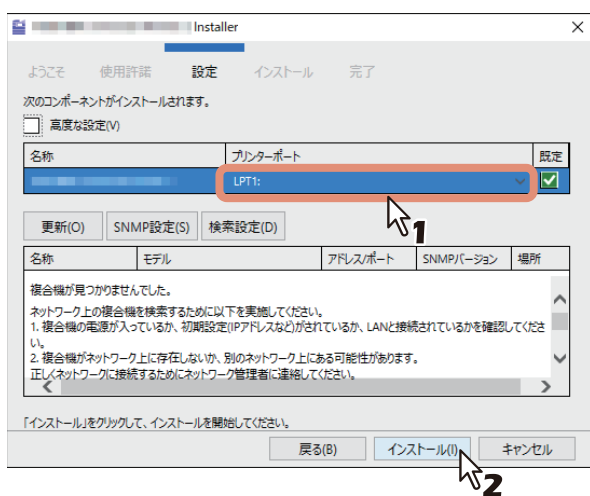 Installer
ようこそ 使用許諾 設定 インストール 完了
次のコンポーネントがインストールされます。
高度な設定(V)
名称 プリンターポート 既定
LPT1:
1
更新(O) SNMP設定(S) 検索設定(D)
名称 モデル アドレス/ポート SNMPバージョン 場所
複合機が見つかりませんでした。
ネットワーク上の複合機を検索するために以下を実施してください。
1. 複合機の電源が入っているか、初期設定(IPアドレスなど)がされているか、LANと接続されているかを確認してくださ
い。
2. 複合機がネットワーク上に存在しないか、別のネットワーク上にある可能性があります。
正しくネットワークに接続するためにネットワーク管理者に連絡してください。
「インストール」をクリックして、インストールを開始してください。
戻る(B) インストール(I) キャンセル
2